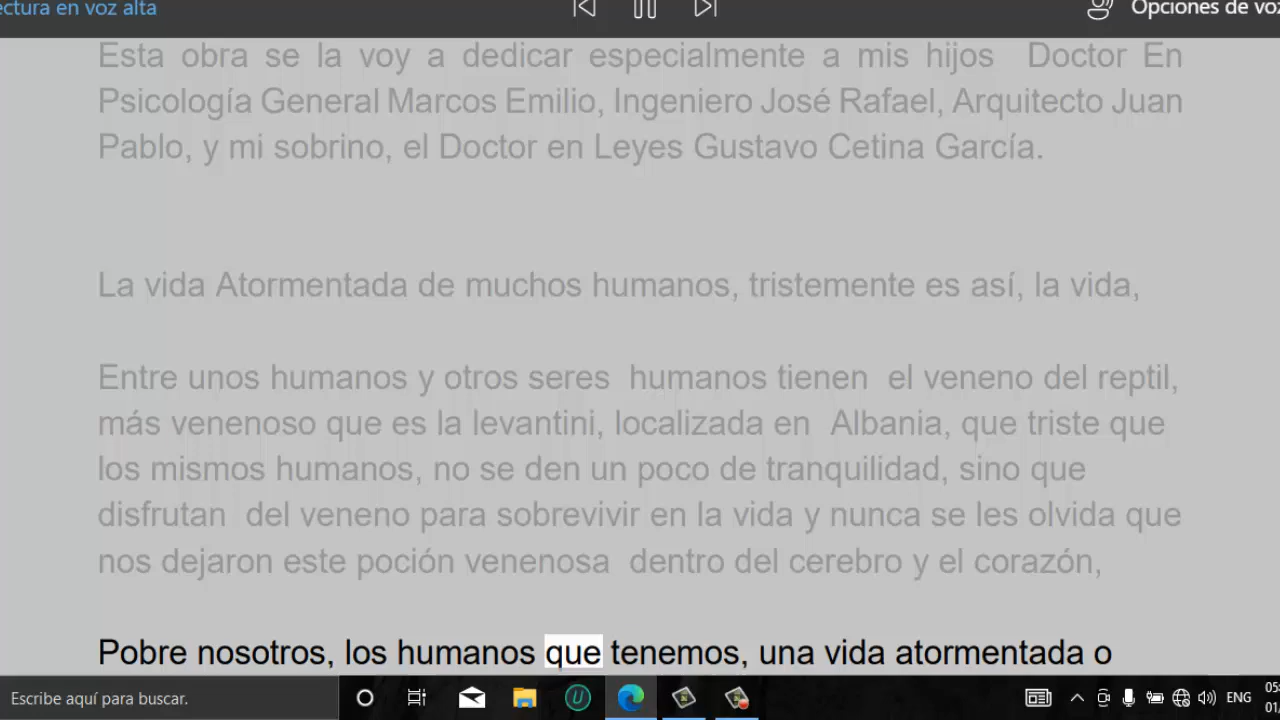 ectura en voz alta
Opciones de voz
Esta obra se la voy a dedicar especialmente a mis hijos Doctor En
Psicología General Marcos Emilio, Ingeniero José Rafael, Arquitecto Juan
Pablo, y mi sobrino, el Doctor en Leyes Gustavo Cetina García.
La vida Atormentada de muchos humanos, tristemente es así, la vida,
Entre unos humanos y otros seres humanos tienen el veneno del reptil,
más venenoso que es la levantini, localizada en Albania, que triste que
los mismos humanos, no se den un poco de tranquilidad, sino que
disfrutan del veneno para sobrevivir en la vida y nunca se les olvida que
nos dejaron este poción venenosa dentro del cerebro y el corazón,
Pobre nosotros, los humanos que tenemos, una vida atormentada o
Escribe aquí para buscar.
ENG
05:
01/